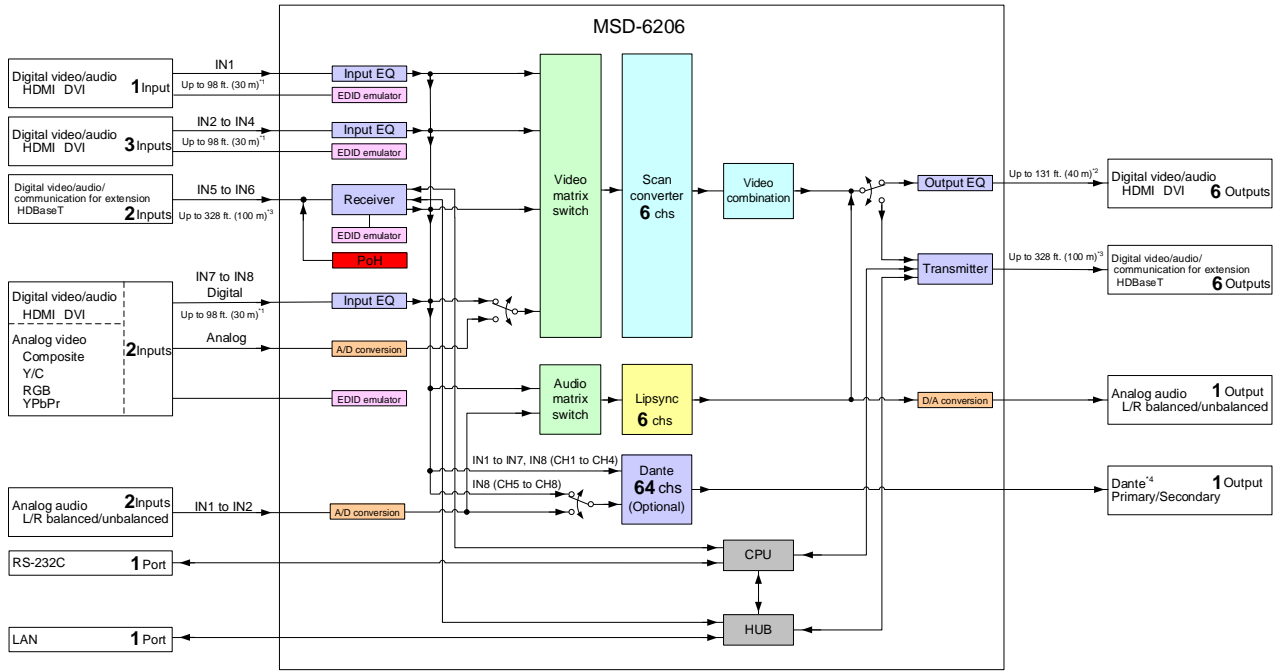 MSD-6206
Digital video/audio
HDMI DVI
1 Input
IN1
Up to 98 ft. (30 m)*1
Input EQ
EDID emulator
Digital video/audio
HDMI DVI
3 Inputs
IN2 to IN4
Up to 98 ft. (30 m)*1
Input EQ
EDID emulator
Digital video/audio/
communication for extension
HDBaseT
2 Inputs
IN5 to IN6
Up to 328 ft. (100 m)*3
Receiver
EDID emulator
PoH
Digital video/audio
HDMI DVI
Analog video
Composite
Y/C
RGB
YPbPr
2 Inputs
IN7 to IN8
Digital
Up to 98 ft. (30 m)*1
Analog
Input EQ
A/D conversion
EDID emulator
Analog audio
L/R balanced/unbalanced
2 Inputs
IN1 to IN2
A/D conversion
RS-232C
1 Port
LAN
1 Port
Video
matrix
switch
Scan
converter
6 chs
Video
combination
Audio
matrix
switch
Lipsync
6 chs
IN1 to IN7, IN8 (CH1 to CH4)
IN8 (CH5 to CH8)
Dante
64 chs
(Optional)
CPU
HUB
Output EQ
Transmitter
D/A conversion
Up to 131 ft. (40 m)*2
Digital video/audio
HDMI DVI
6 Outputs
Up to 328 ft. (100 m)*3
Digital video/audio/
communication for extension
HDBaseT
6 Outputs
Analog audio
1 Output
L/R balanced/unbalanced
Dante*4
1 Output
Primary/Secondary